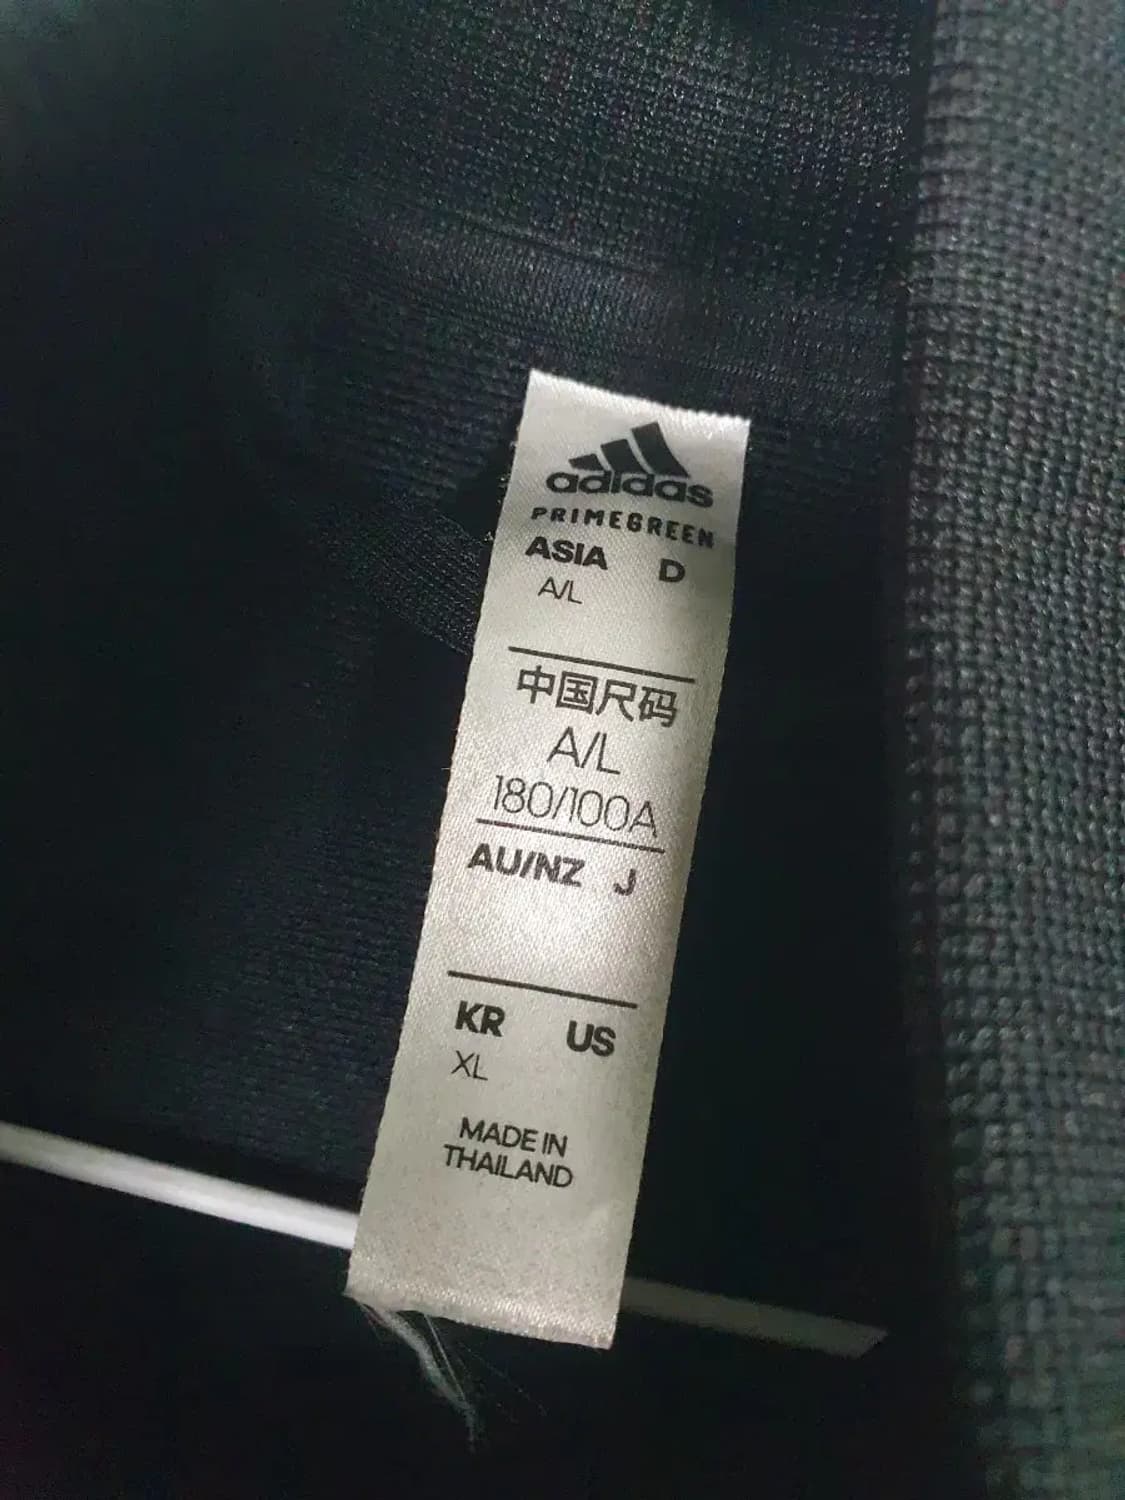 adidas
PRIMEGREEN
ASIA D
A/L
中国尺码
A/L
180/100A
AU/NZ J
KR US
XL
MADE IN
THAILAND